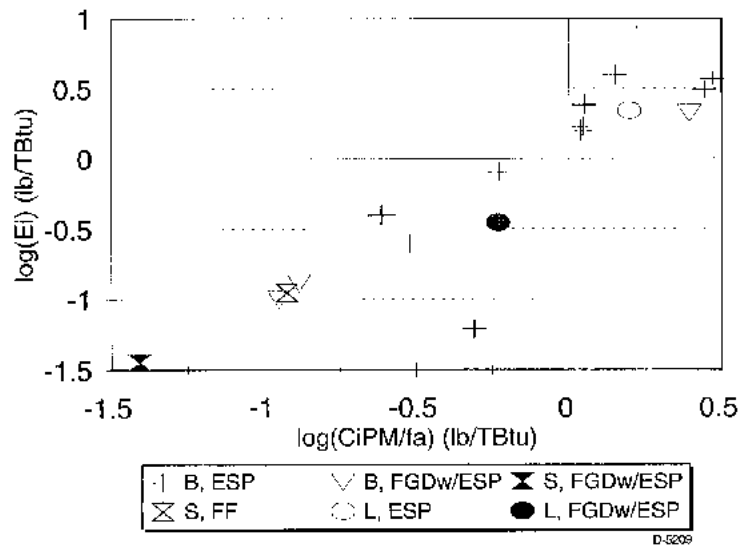 1
0.5
0
-0.5
-1
-1.5
log(Ei) (lb/TBtu)
-1.5 -1 -0.5 0 0.5
log(CiPM/fa) (lb/TBtu)
B, ESP B, FGDw/ESP S, FGDw/ESP
S, FF L, ESP L, FGDw/ESP
D-5209